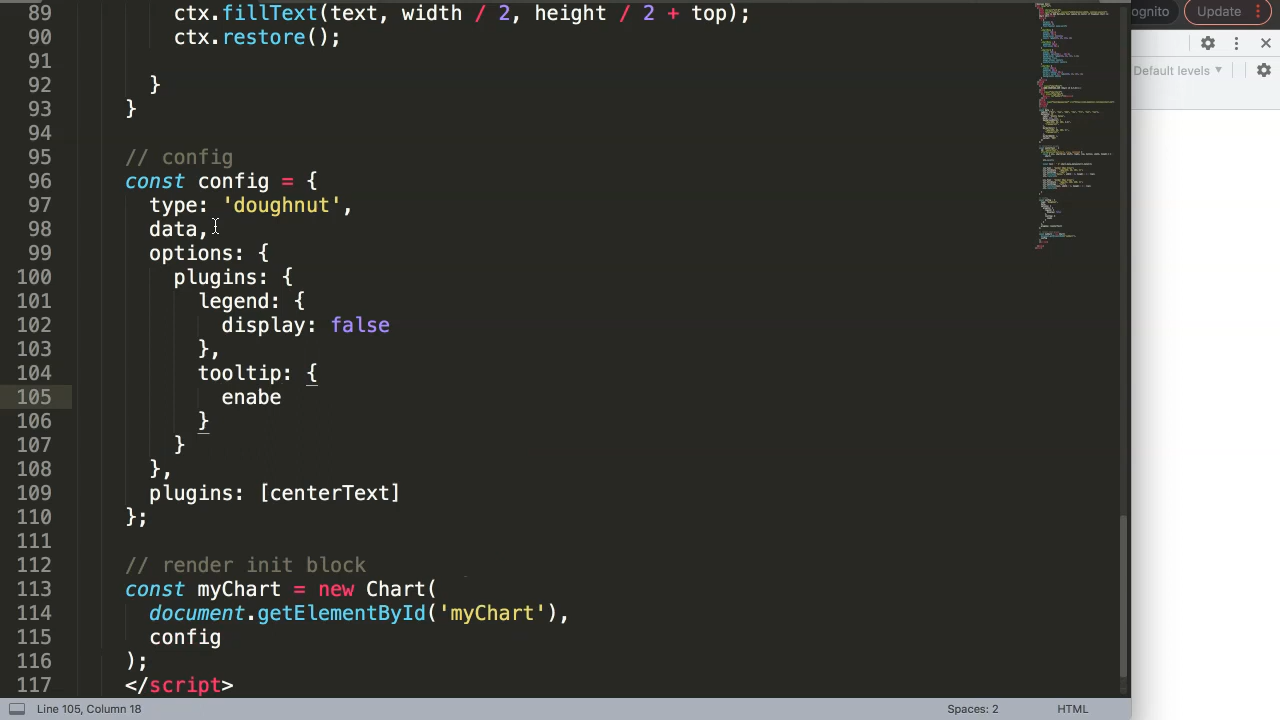 89 ctx.fillText(text, width / 2, height / 2 + top);
90 ctx.restore();
91
92 }
93 }
94
95 // config
96 const config = {
97 type: 'doughnut',
98 data,
99 options: {
100 plugins: {
101 legend: {
102 display: false
103 },
104 tooltip: {
105 enabe
106 }
107 }
108 },
109 plugins: [centerText]
110 };
111
112 // render init block
113 const myChart = new Chart(
114 document.getElementById('myChart'),
115 config
116 );
117 </script>
Line 105, Column 18
Spaces: 2
HTML
ognito
Update
Default levels